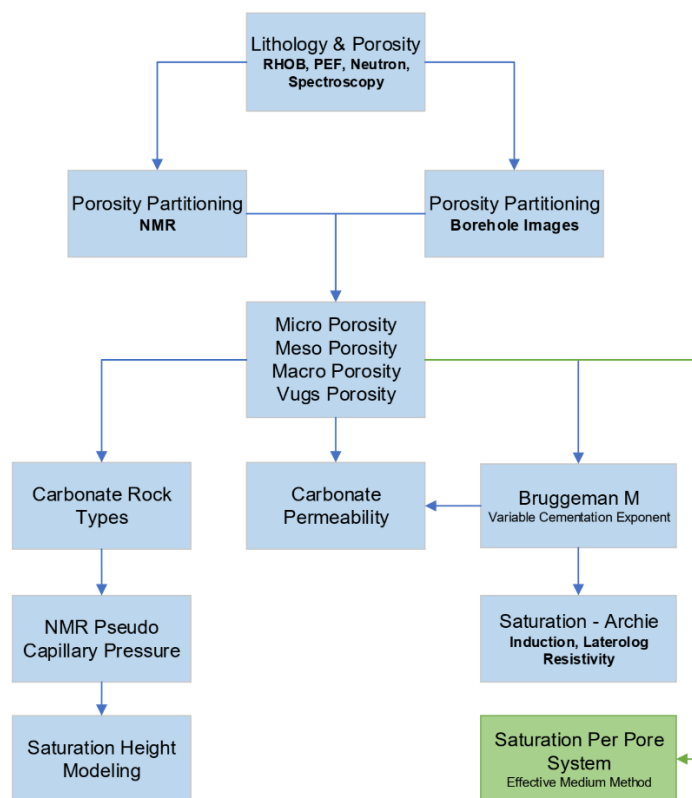 Lithology & Porosity
RHOB, PEF, Neutron,
Spectroscopy
Porosity Partitioning
NMR
Porosity Partitioning
Borehole Images
Micro Porosity
Meso Porosity
Macro Porosity
Vugs Porosity
Carbonate Rock
Types
Carbonate
Permeability
Bruggeman M
Variable Cementation Exponent
NMR Pseudo
Capillary Pressure
Saturation - Archie
Induction, Laterolog
Resistivity
Saturation Height
Modeling
Saturation Per Pore
System
Effective Medium Method